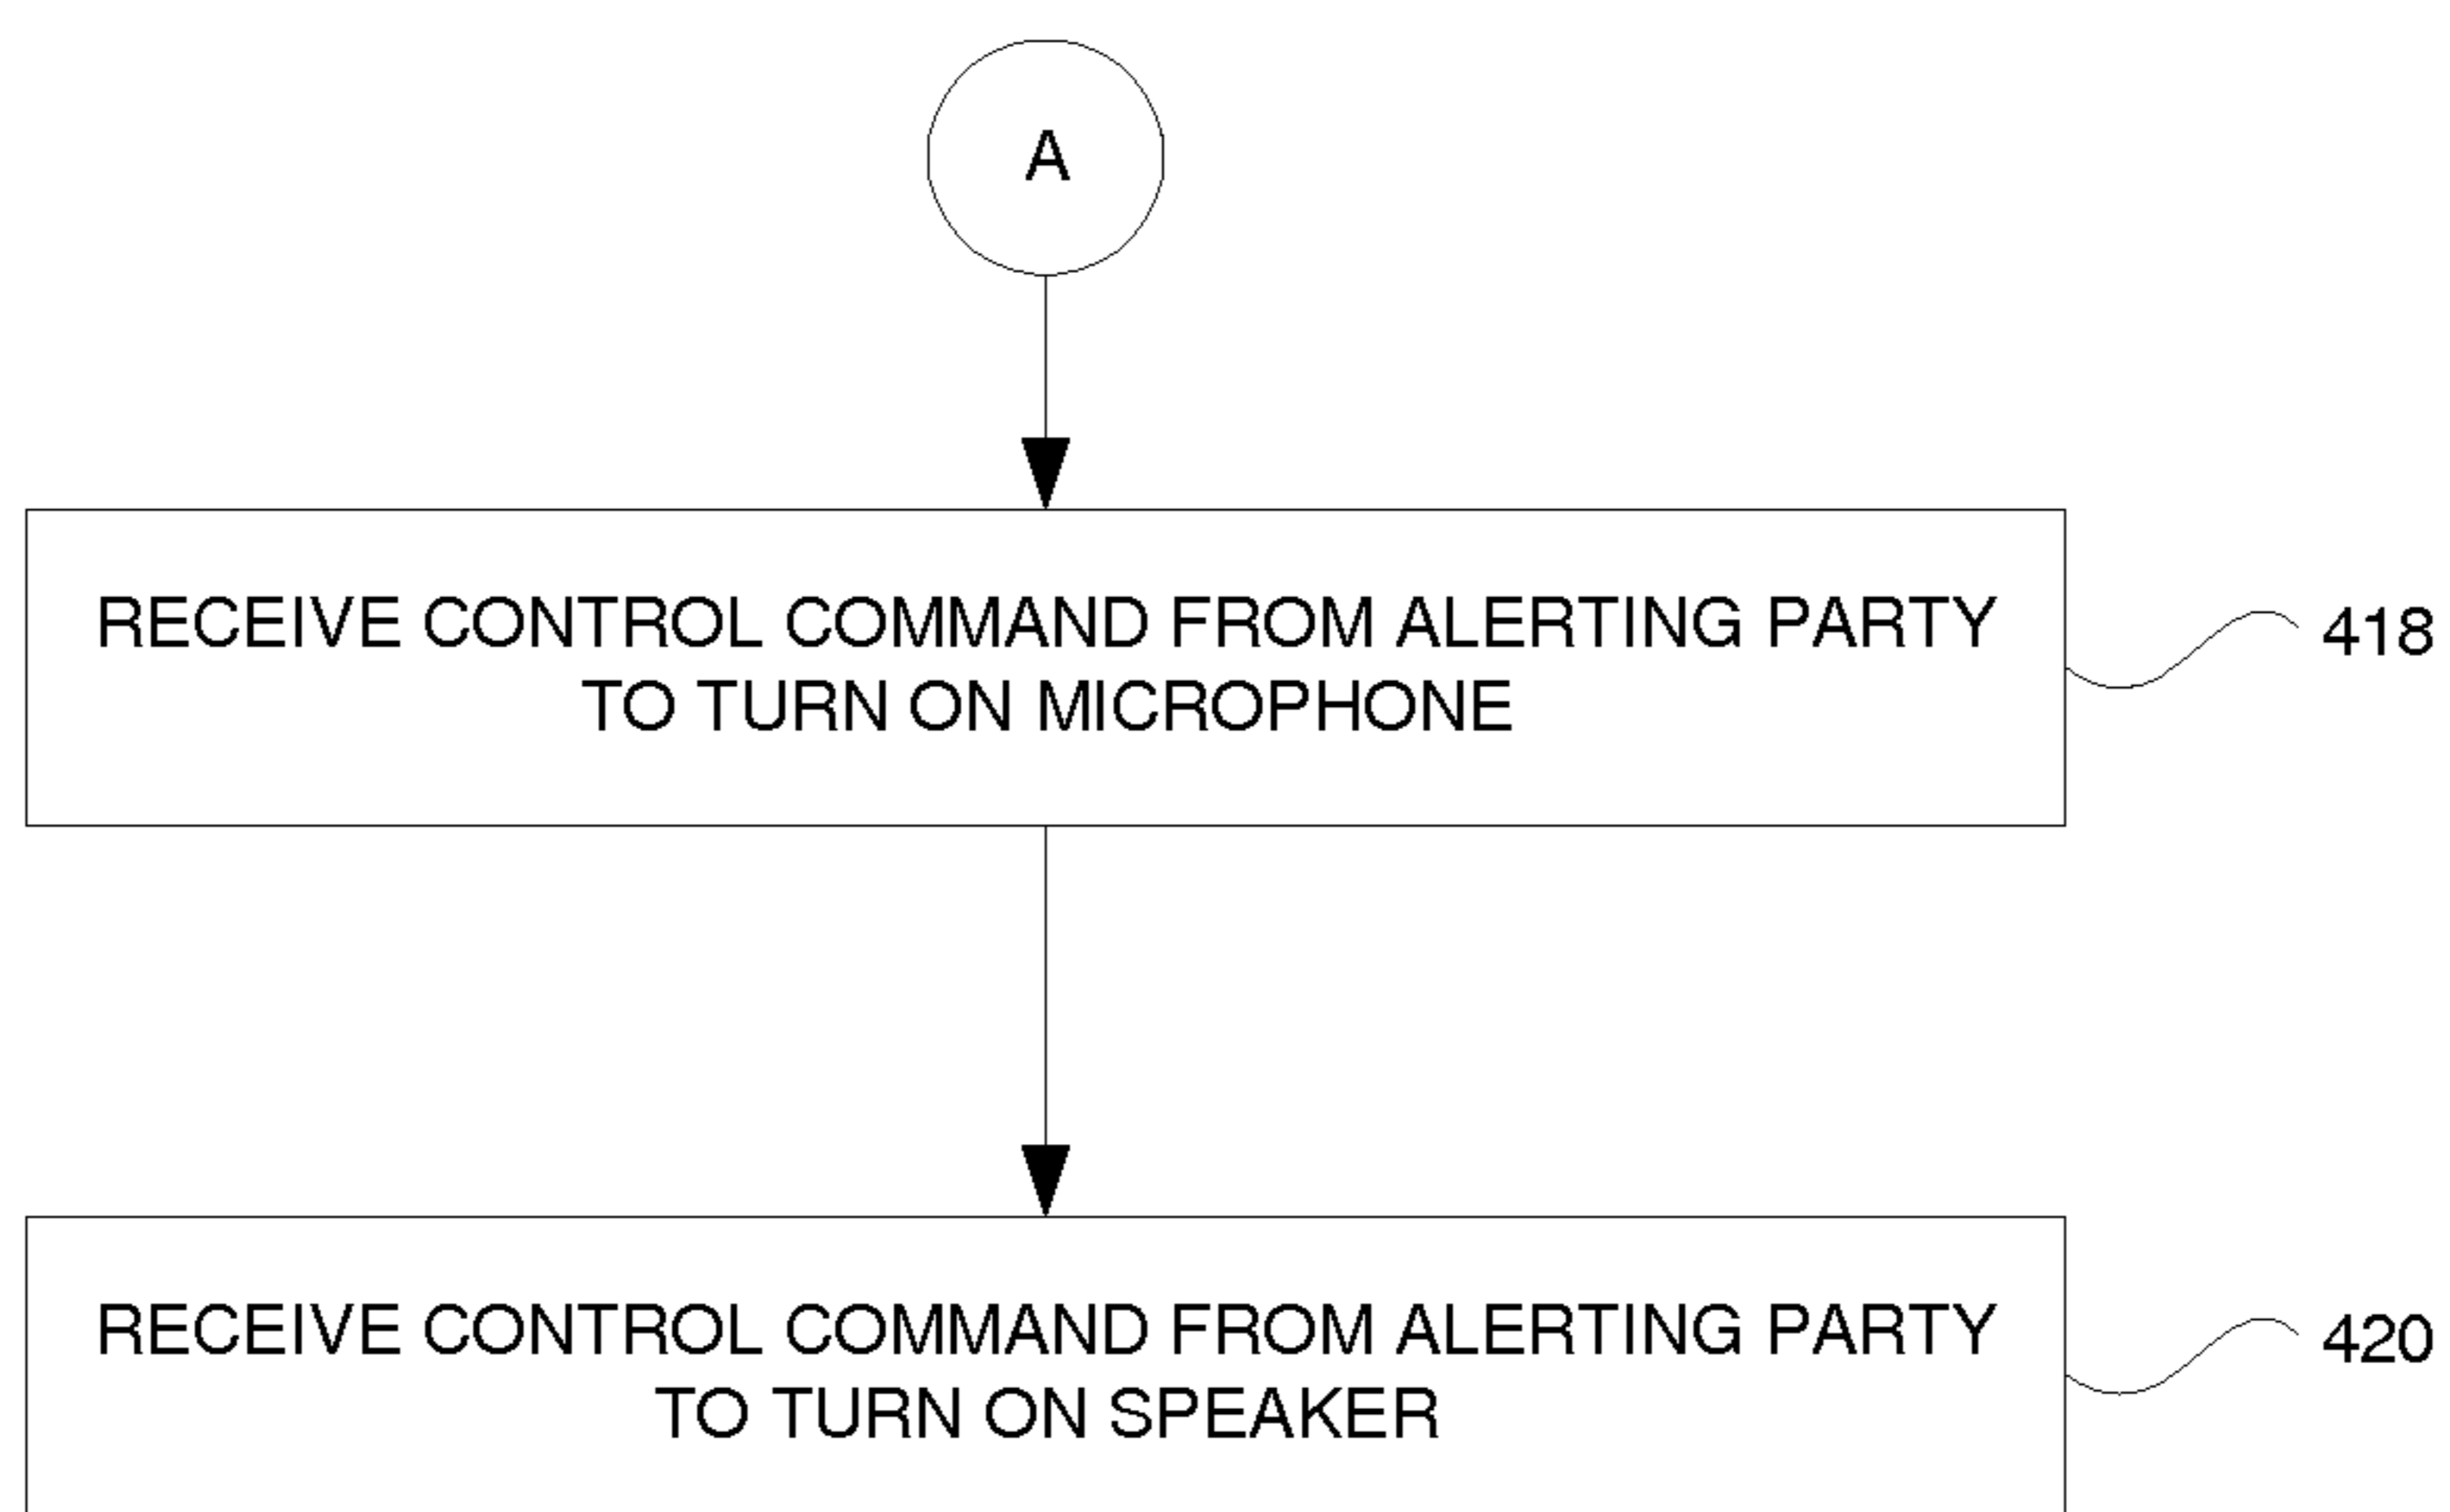 A
RECEIVE CONTROL COMMAND FROM ALERTING PARTY
TO TURN ON MICROPHONE
418
RECEIVE CONTROL COMMAND FROM ALERTING PARTY
TO TURN ON SPEAKER
420